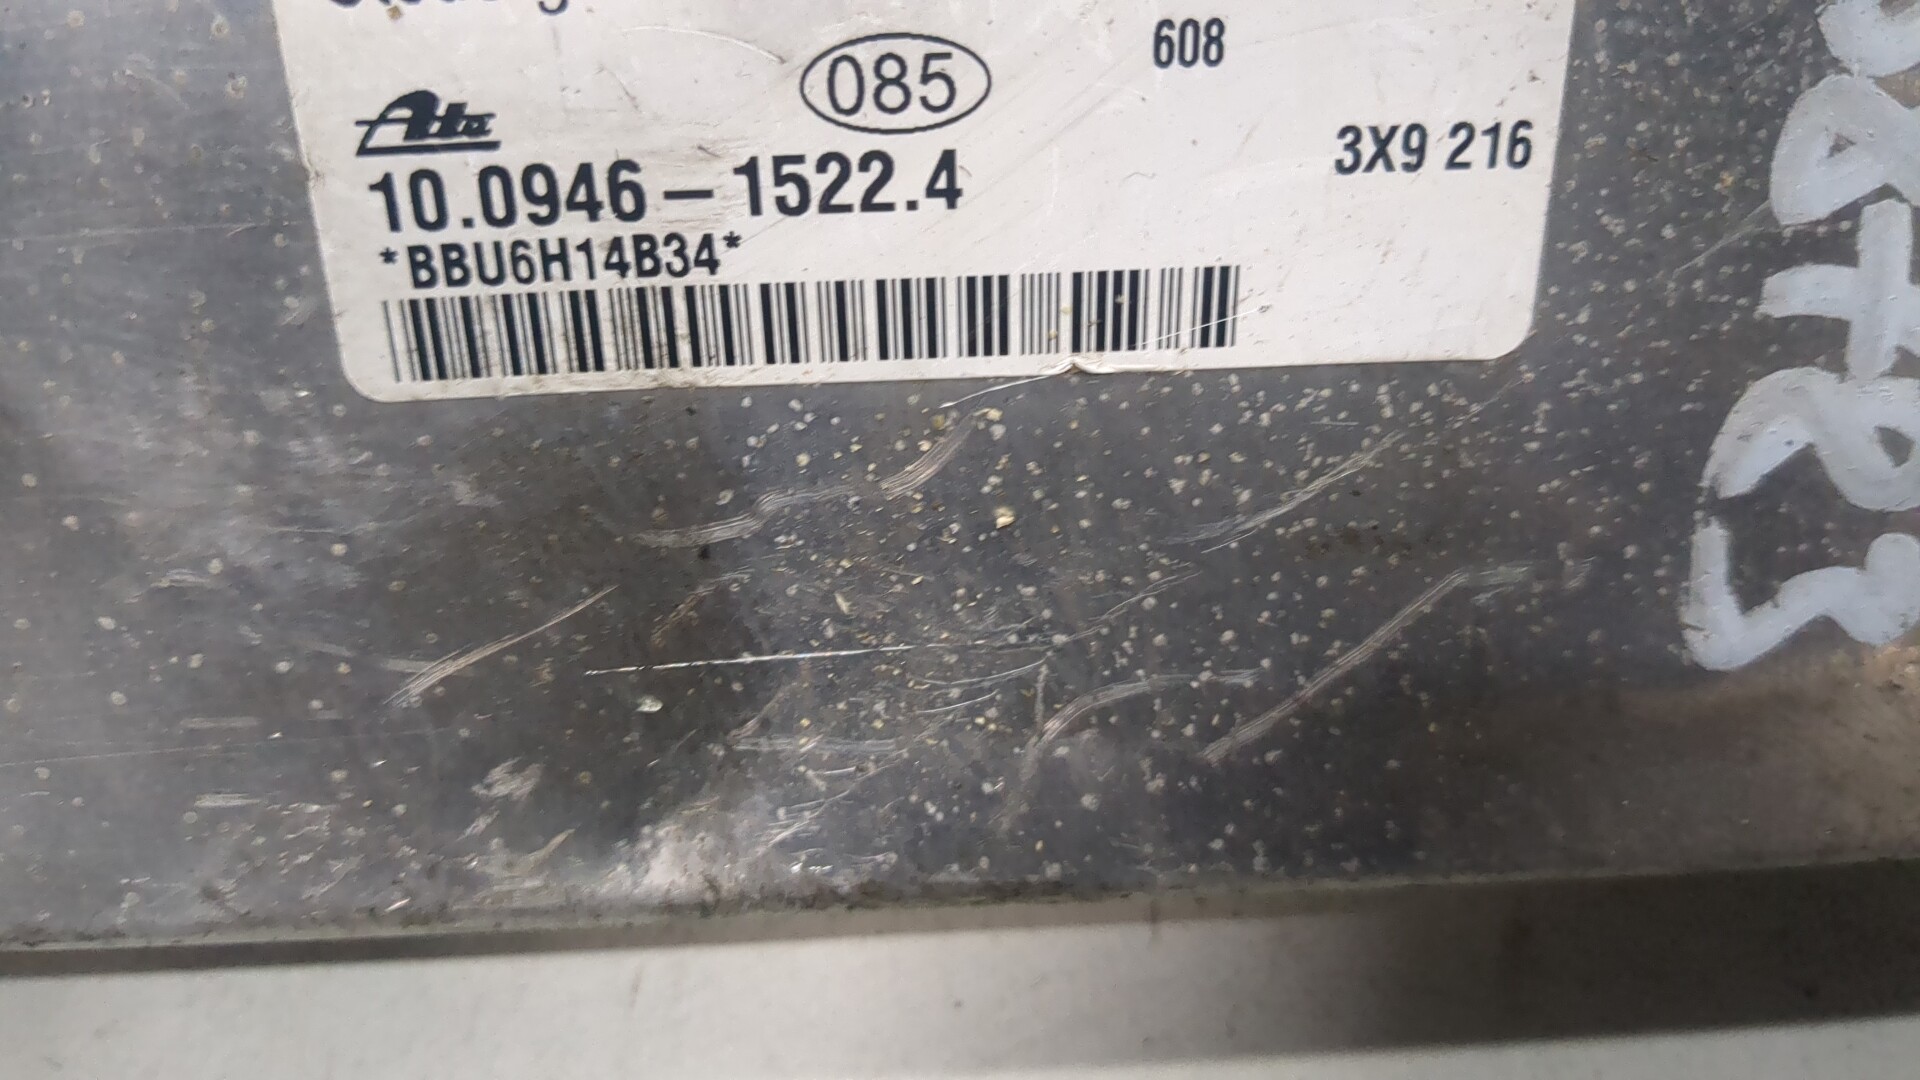 608
085
Ate
3X9 216
10.0946-1522.4
*BBU6H14B34*